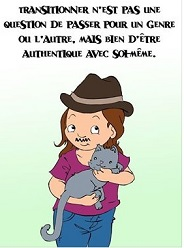 TRANSITIONNER N'EST PAS UNE
QUESTION DE PASSER POUR UN GENRE
OU L'AUTRE, MAIS BIEN D'ÊTRE
AUTHENTIQUE AVEC SOI-MÊME.